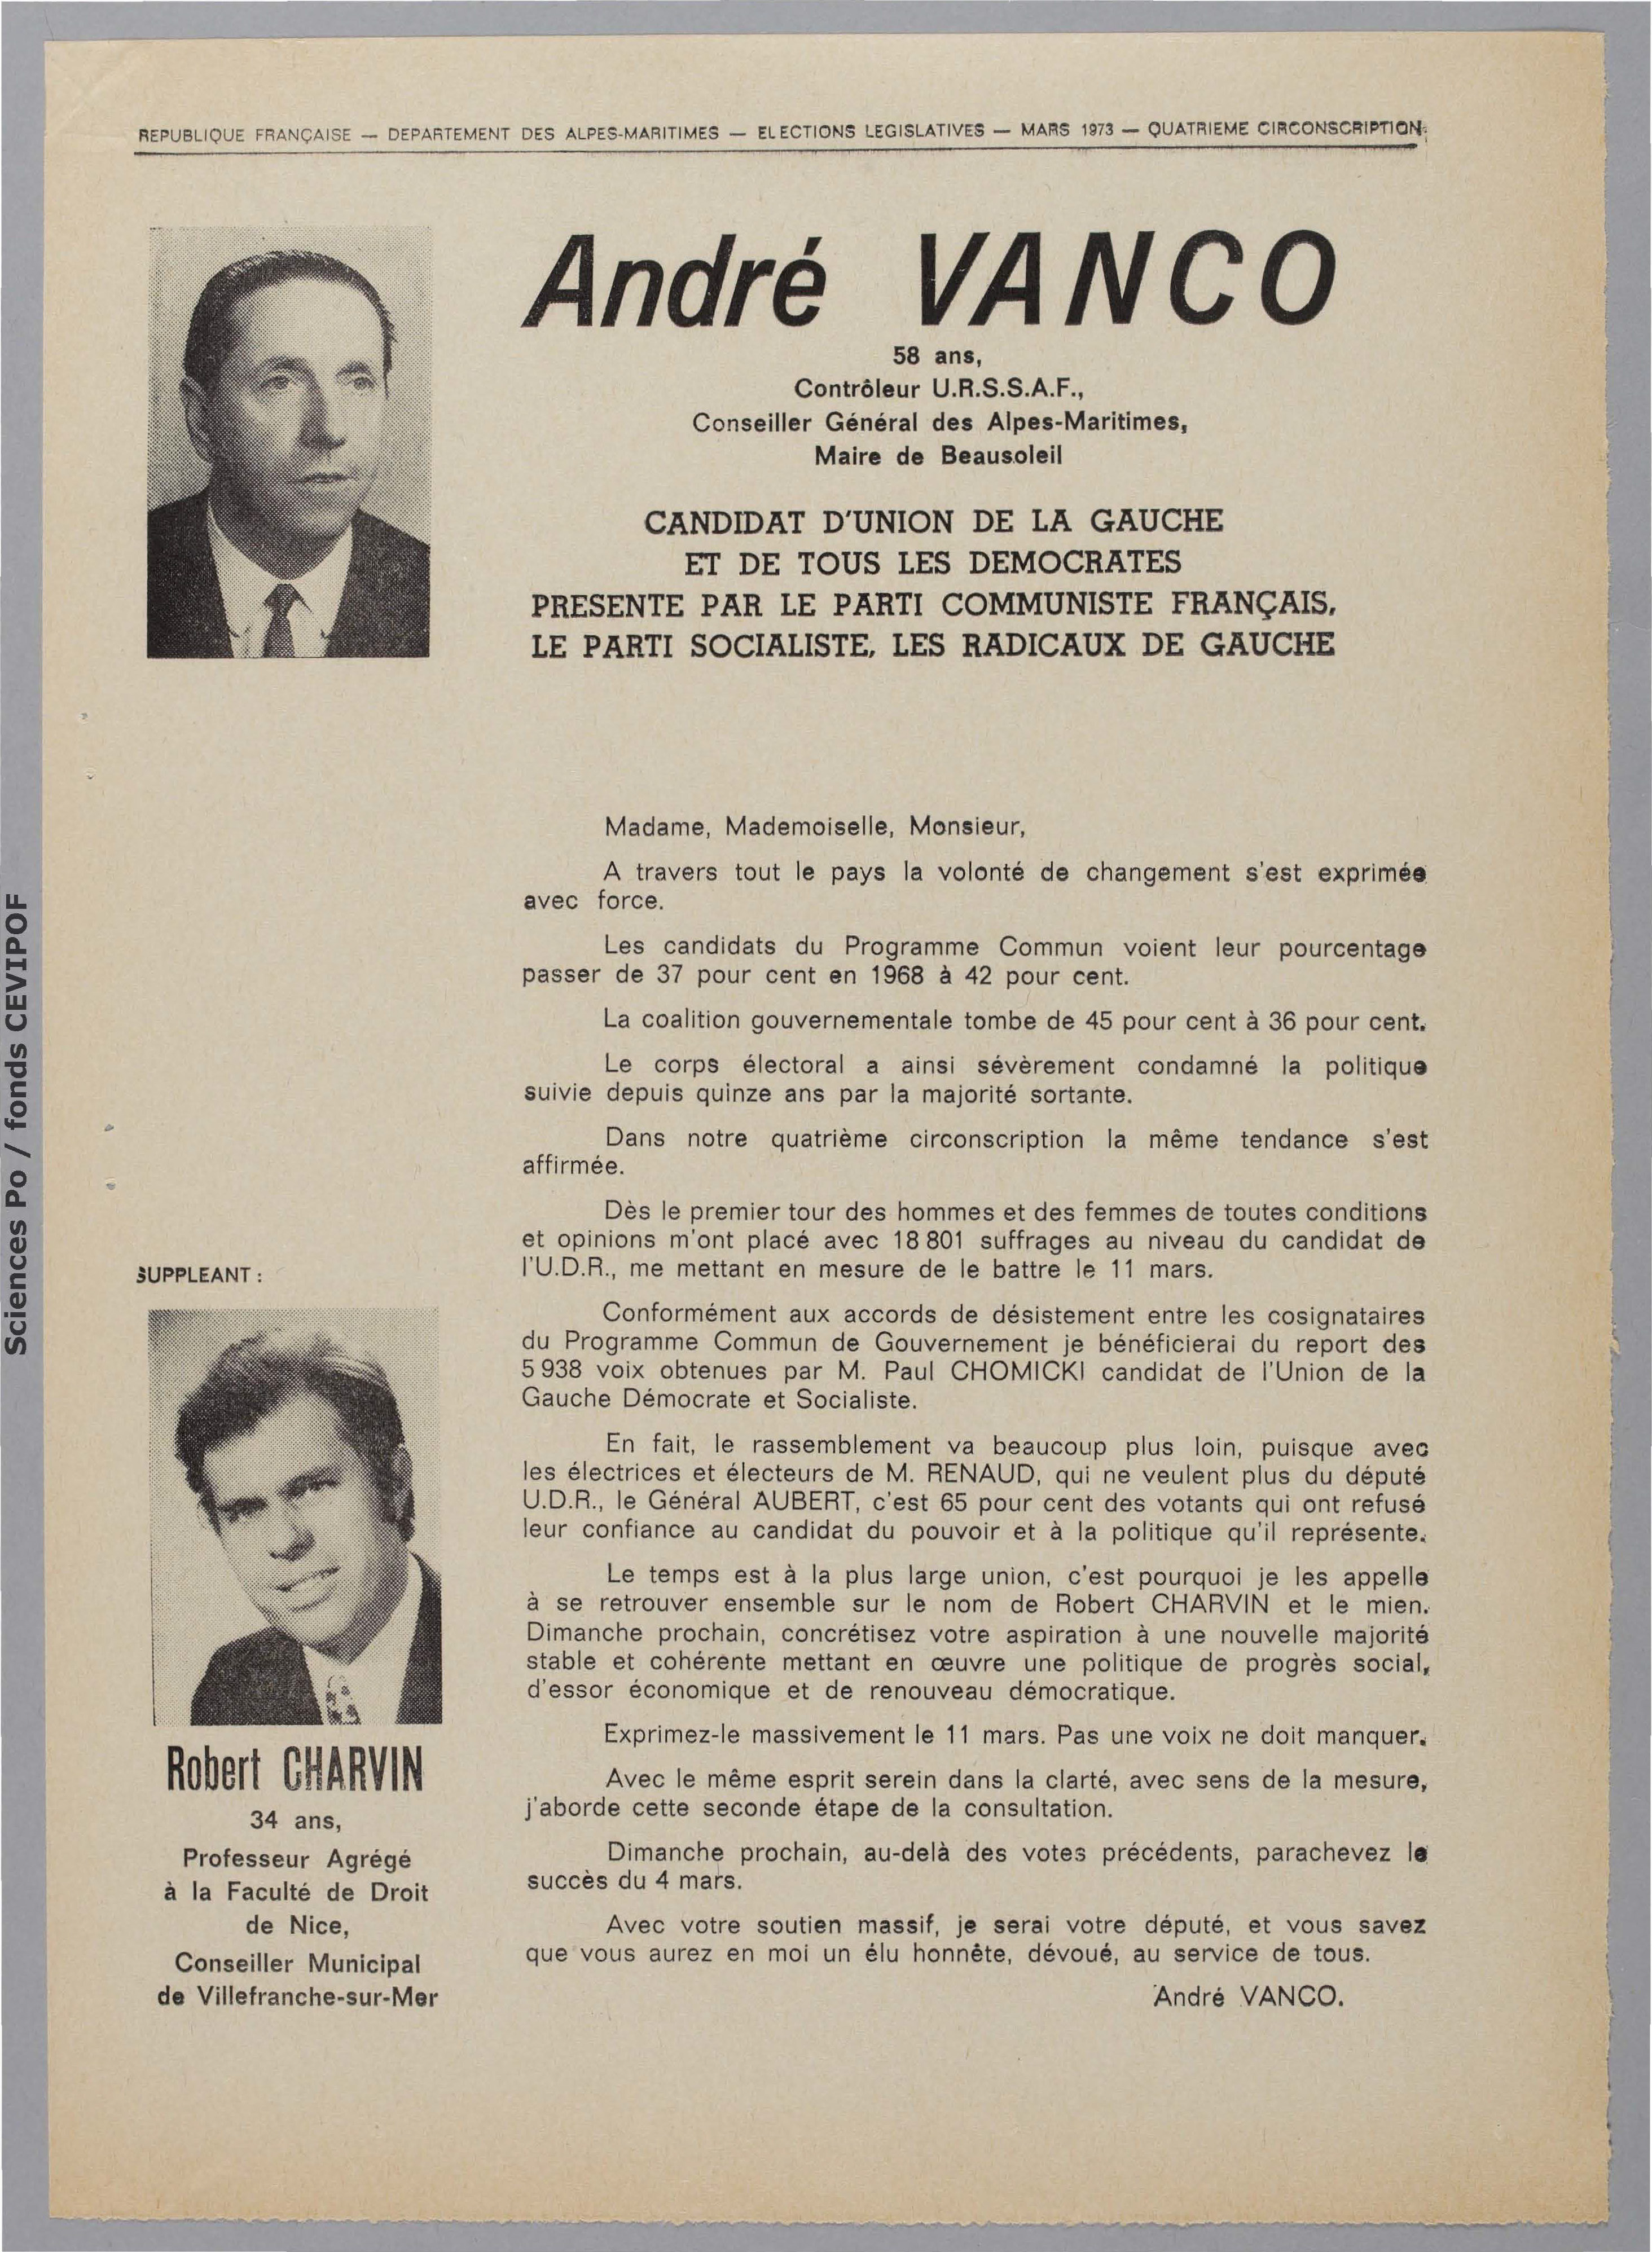 REPUBLIQUE FRANÇAISE — DEPARTEMENT DES ALPES-MARITIMES — ELECTIONS LEGISLATIVES — MARS 1973 — QUATRIEME CIRCONSCRIPTION
André VANCO
58 ans,
Contrôleur U.R.S.S.A.F.,
Conseiller Général des Alpes-Maritimes,
Maire de Beausoleil
CANDIDAT D'UNION DE LA GAUCHE
ET DE TOUS LES DEMOCRATES
PRESENTE PAR LE PARTI COMMUNISTE FRANÇAIS,
LE PARTI SOCIALISTE, LES RADICAUX DE GAUCHE
Madame, Mademoiselle, Monsieur,
A travers tout le pays la volonté de changement s'est exprimée
avec force.
Les candidats du Programme Commun voient leur pourcentage
passer de 37 pour cent en 1968 à 42 pour cent.
La coalition gouvernementale tombe de 45 pour cent à 36 pour cent.
Le corps électoral a ainsi sévèrement condamné la politique
suivie depuis quinze ans par la majorité sortante.
Dans notre quatrième circonscription la même tendance s'est
affirmée.
Dès le premier tour des hommes et des femmes de toutes conditions
et opinions m'ont placé avec 18 801 suffrages au niveau du candidat de
l'U.D.R., me mettant en mesure de le battre le 11 mars.
Conformément aux accords de désistement entre les cosignataires
du Programme Commun de Gouvernement je bénéficierai du report des
5 938 voix obtenues par M. Paul CHOMICKI candidat de l'Union de la
Gauche Démocrate et Socialiste.
En fait, le rassemblement va beaucoup plus loin, puisque avec
les électrices et électeurs de M. RENAUD, qui ne veulent plus du député
U.D.R., le Général AUBERT, c'est 65 pour cent des votants qui ont refusé
leur confiance au candidat du pouvoir et à la politique qu'il représente.
Le temps est à la plus large union, c'est pourquoi je les appelle
à se retrouver ensemble sur le nom de Robert CHARVIN et le mien.
Dimanche prochain, concrétisez votre aspiration à une nouvelle majorité
stable et cohérente mettant en œuvre une politique de progrès social,
d'essor économique et de renouveau démocratique.
Exprimez-le massivement le 11 mars. Pas une voix ne doit manquer.
Avec le même esprit serein dans la clarté, avec sens de la mesure,
j'aborde cette seconde étape de la consultation.
Dimanche prochain, au-delà des votes précédents, parachevez le
succès du 4 mars.
Avec votre soutien massif, je serai votre député, et vous savez
que vous aurez en moi un élu honnête, dévoué, au service de tous.
André VANCO.
SUPPLEANT :
Robert CHARVIN
34 ans,
Professeur Agrégé
à la Faculté de Droit
de Nice,
Conseiller Municipal
de Villefranche-sur-Mer
Sciences Po / fonds CEVIPOF